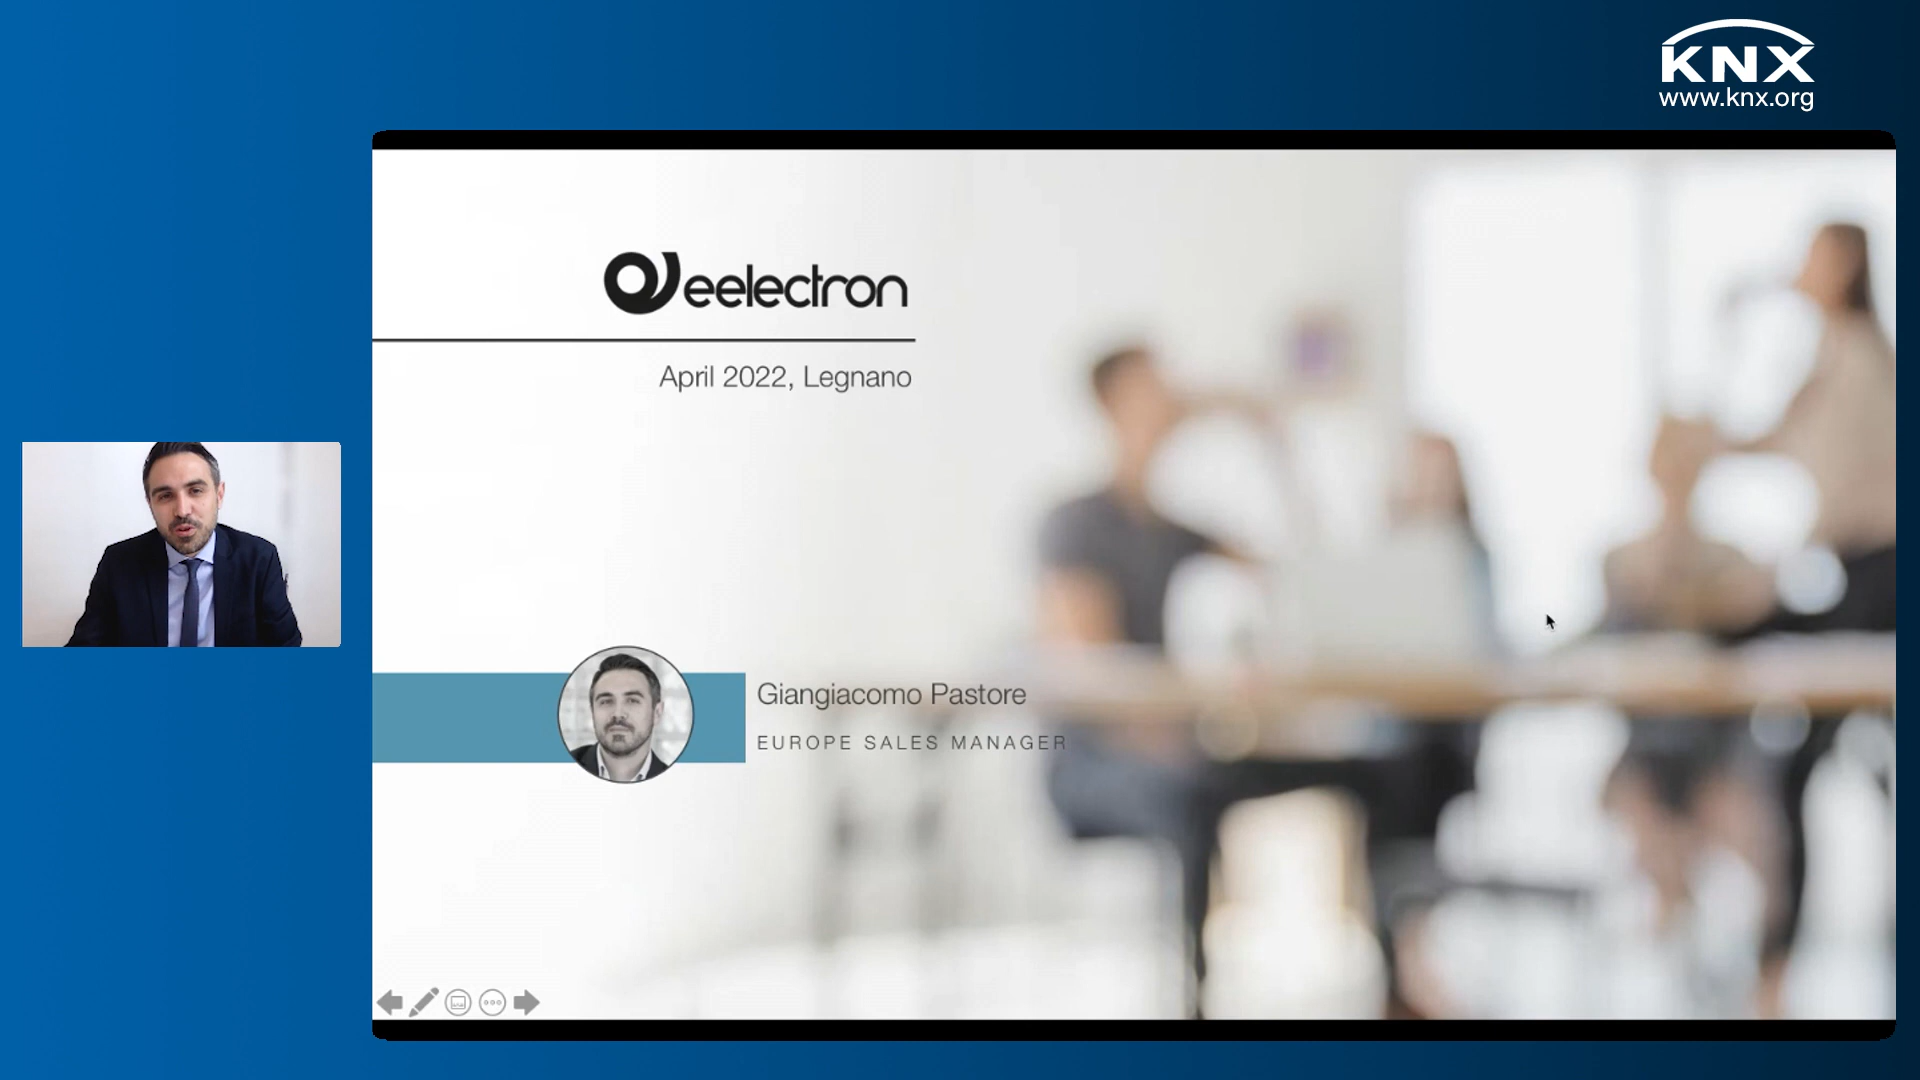 KNX
www.knx.org
eelectron
April 2022, Legnano
Giangiacomo Pastore
EUROPE SALES MANAGER